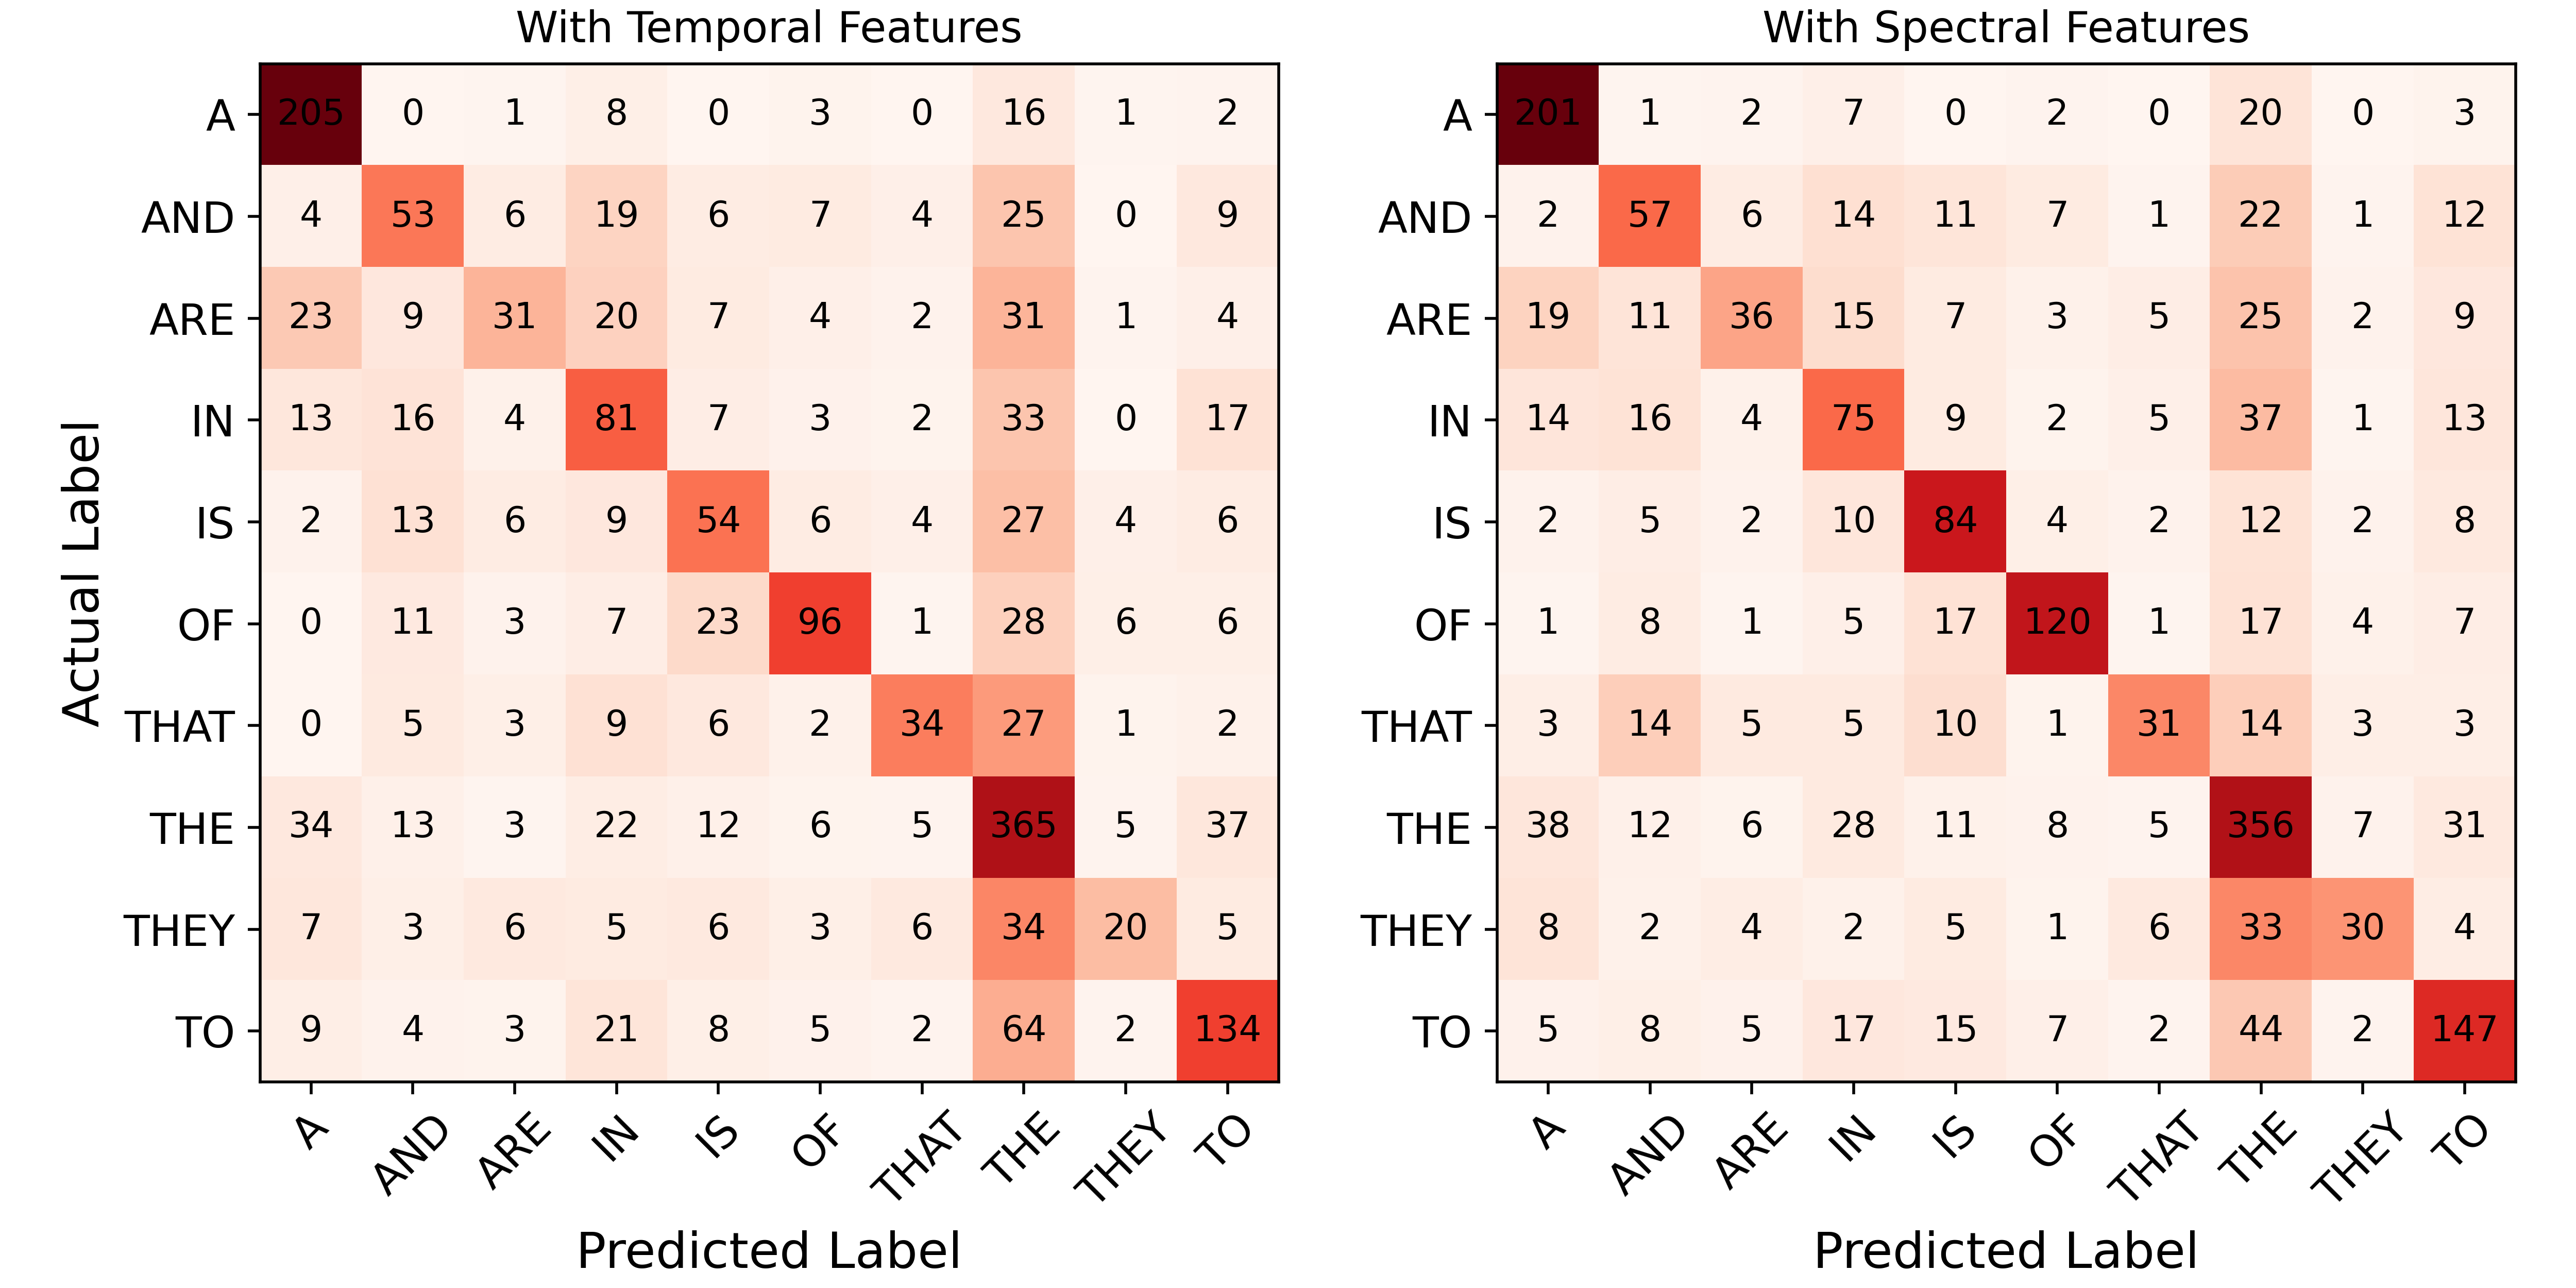 With Temporal Features
A 205 0 1 8 0 3 0 16 1 2
AND 4 53 6 19 6 7 4 25 0 9
ARE 23 9 31 20 7 4 2 31 1 4
IN 13 16 4 81 7 3 2 33 0 17
IS 2 13 6 9 54 6 4 27 4 6
OF 0 11 3 7 23 96 1 28 6 6
THAT 0 5 3 9 6 2 34 27 1 2
THE 34 13 3 22 12 6 5 365 5 37
THEY 7 3 6 5 6 3 6 34 20 5
TO 9 4 3 21 8 5 2 64 2 134
A AND ARE IN IS OF THAT THE THEY TO
Actual Label
Predicted Label
With Spectral Features
A 201 1 2 7 0 2 0 20 0 3
AND 2 57 6 14 11 7 1 22 1 12
ARE 19 11 36 15 7 3 5 25 2 9
IN 14 16 4 75 9 2 5 37 1 13
IS 2 5 2 10 84 4 2 12 2 8
OF 1 8 1 5 17 120 1 17 4 7
THAT 3 14 5 5 10 1 31 14 3 3
THE 38 12 6 28 11 8 5 356 7 31
THEY 8 2 4 2 5 1 6 33 30 4
TO 5 8 5 17 15 7 2 44 2 147
A AND ARE IN IS OF THAT THE THEY TO
Predicted Label